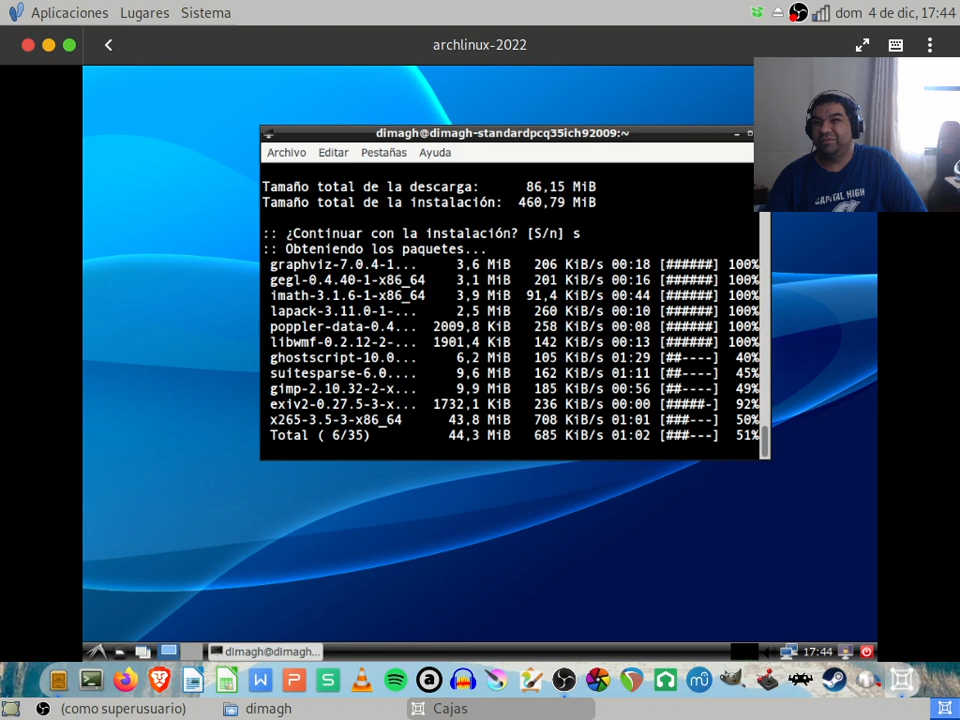 Aplicaciones Lugares Sistema dom 4 de dic, 17:44
archlinux-2022
dimagh@dimagh-standardpcq35ich92009:~
Archivo Editar Pestañas Ayuda
Tamaño total de la descarga: 86,15 MiB
Tamaño total de la instalación: 460,79 MiB
:: ¿Continuar con la instalación? [S/n] s
:: Obteniendo los paquetes...
graphviz-7.0.4-1... 3,6 MiB 206 KiB/s 00:18 [######] 100%
gegl-0.4.40-1-x86_64 3,1 MiB 201 KiB/s 00:16 [######] 100%
imath-3.1.6-1-x86_64 3,9 MiB 91,4 KiB/s 00:44 [######] 100%
lapack-3.11.0-1-... 2,5 MiB 260 KiB/s 00:10 [######] 100%
poppler-data-0.4... 2009,8 KiB 258 KiB/s 00:08 [######] 100%
libwmf-0.2.12-2-... 1901,4 KiB 142 KiB/s 00:13 [######] 100%
ghostscript-10.0... 6,2 MiB 105 KiB/s 01:29 [##----] 40%
suitesparse-6.0.... 9,6 MiB 162 KiB/s 01:11 [##----] 45%
gimp-2.10.32-2-x... 9,9 MiB 185 KiB/s 00:56 [##----] 49%
exiv2-0.27.5-3-x... 1732,1 KiB 236 KiB/s 00:00 [#####-] 92%
x265-3.5-3-x86_64 43,8 MiB 708 KiB/s 01:01 [###---] 50%
Total ( 6/35) 44,3 MiB 685 KiB/s 01:02 [###---] 51%
CAPITAL HIGH
dimagh@dimagh... 17:44
(como superusuario) dimagh Cajas